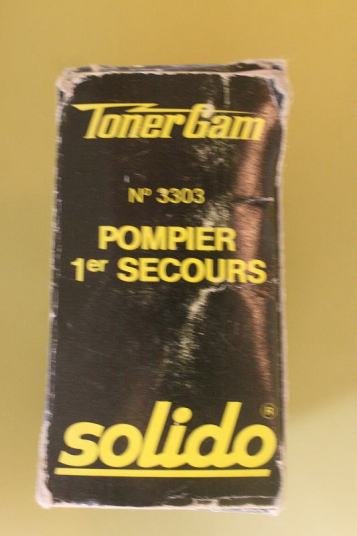 TonerGam
Nº 3303
POMPIER
1er SECOURS
solido ®